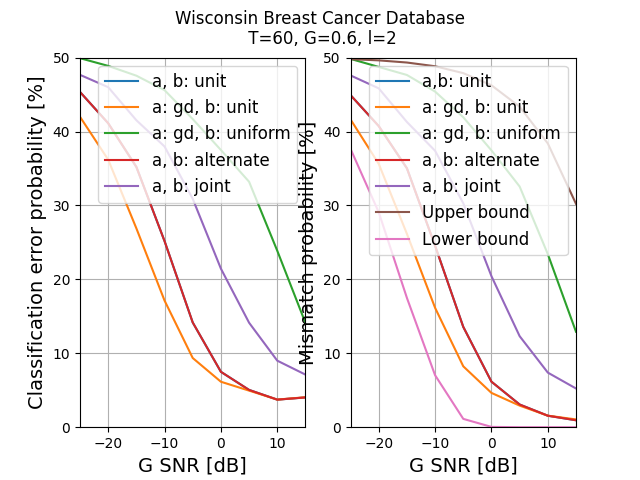 Wisconsin Breast Cancer Database
T=60, G=0.6, l=2
Classification error probability [%]
50
40
30
20
10
0
−20
−10
0
10
G SNR [dB]
a, b: unit
a: gd, b: unit
a: gd, b: uniform
a, b: alternate
a, b: joint
Mismatch probability [%]
50
40
30
20
10
0
−20
−10
0
10
G SNR [dB]
a,b: unit
a: gd, b: unit
a: gd, b: uniform
a, b: alternate
a, b: joint
Upper bound
Lower bound